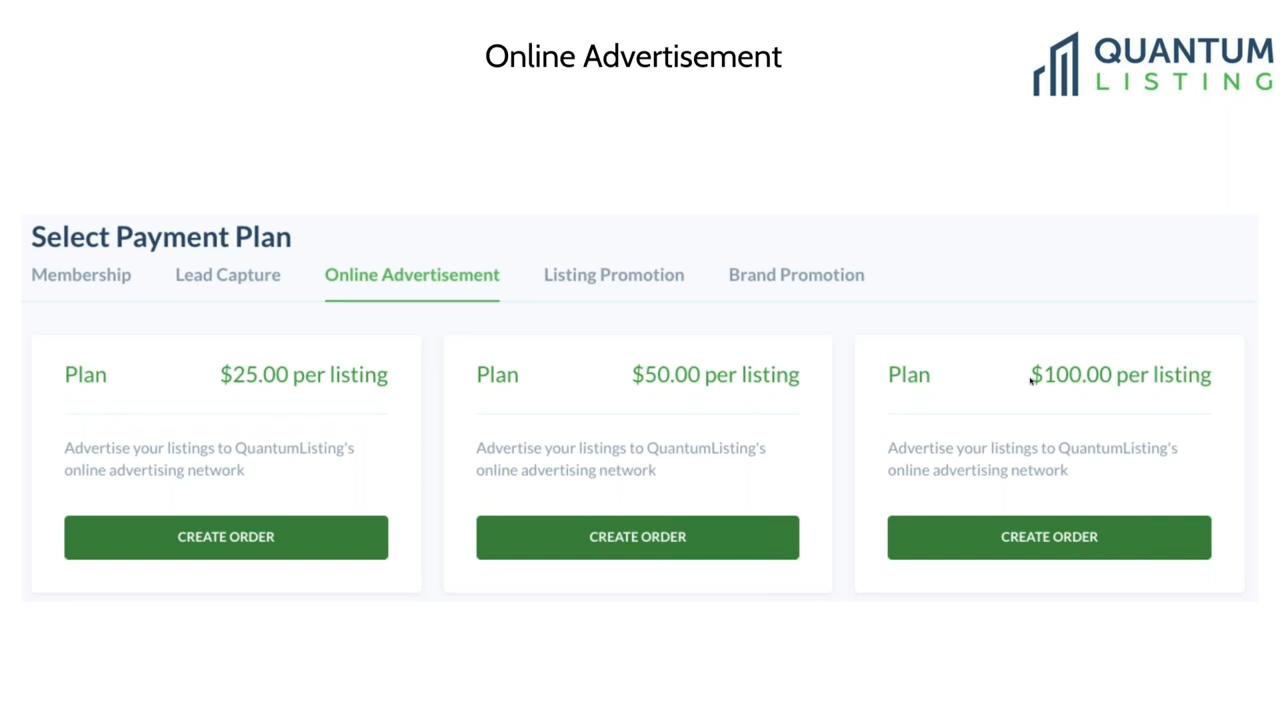 Online Advertisement
QUANTUM
LISTING
Select Payment Plan
Membership Lead Capture Online Advertisement Listing Promotion Brand Promotion
Plan $25.00 per listing
Advertise your listings to QuantumListing's
online advertising network
CREATE ORDER
Plan $50.00 per listing
Advertise your listings to QuantumListing's
online advertising network
CREATE ORDER
Plan $100.00 per listing
Advertise your listings to QuantumListing's
online advertising network
CREATE ORDER